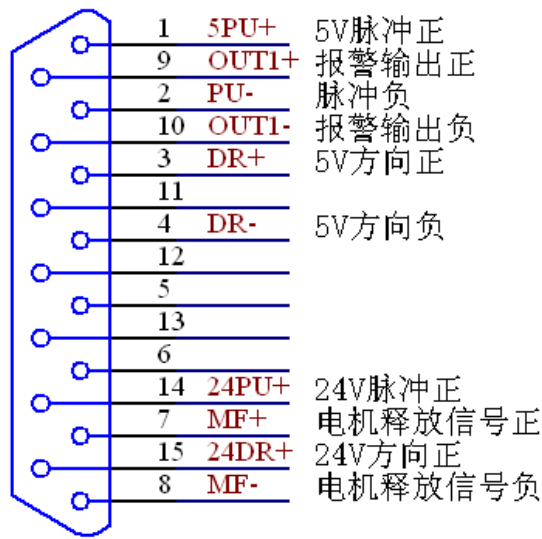 1 5PU+ 5V脉冲正
9 OUT1+ 报警输出正
2 PU- 脉冲负
10 OUT1- 报警输出负
3 DR+ 5V方向正
11
4 DR- 5V方向负
12
5
13
6
14 24PU+ 24V脉冲正
7 MF+ 电机释放信号正
15 24DR+ 24V方向正
8 MF- 电机释放信号负